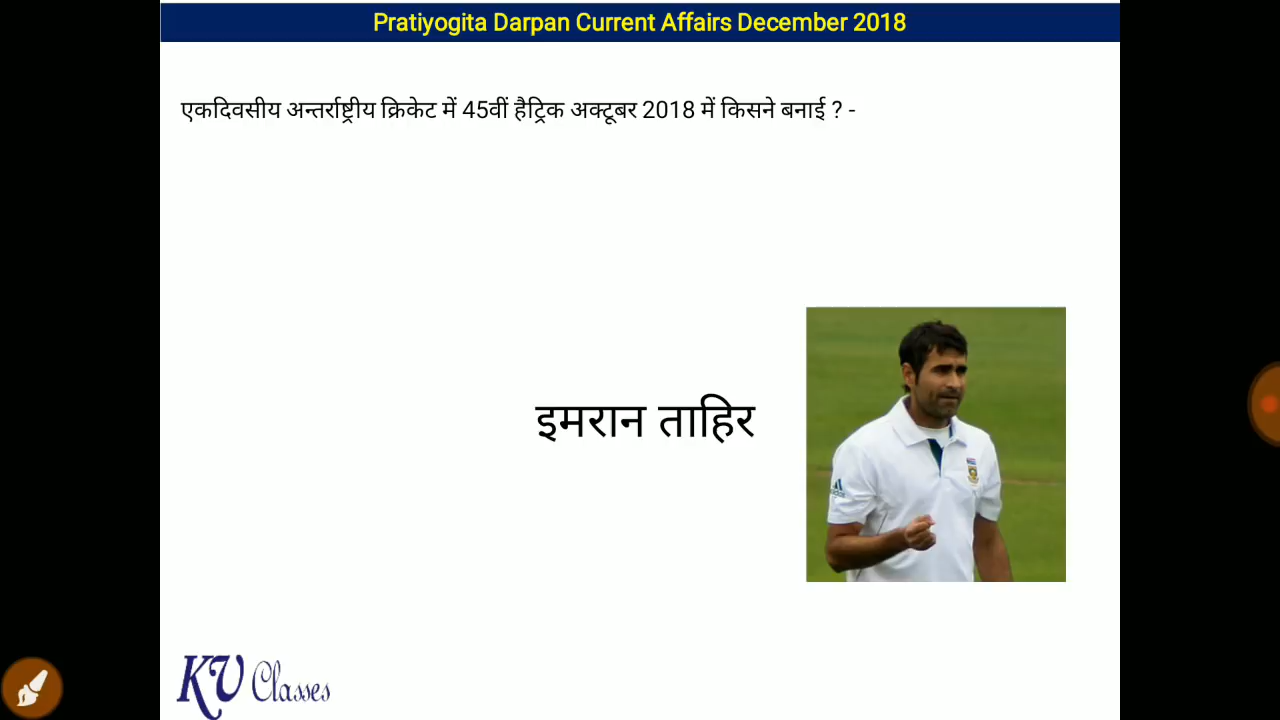 Pratiyogita Darpan Current Affairs December 2018
एकदिवसीय अन्तर्राष्ट्रीय क्रिकेट में 45वीं हैट्रिक अक्टूबर 2018 में किसने बनाई ? -
इमरान ताहिर
adidas
KV Classes